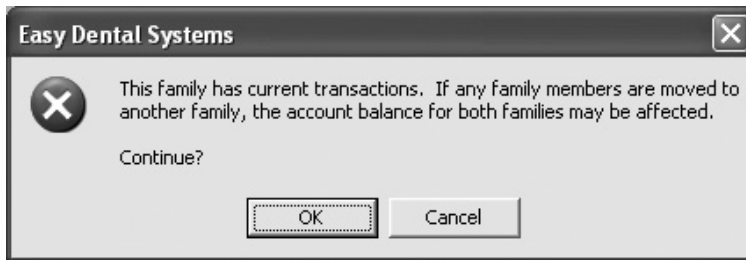 Easy Dental Systems
This family has current transactions. If any family members are moved to
another family, the account balance for both families may be affected.
Continue?
OK
Cancel